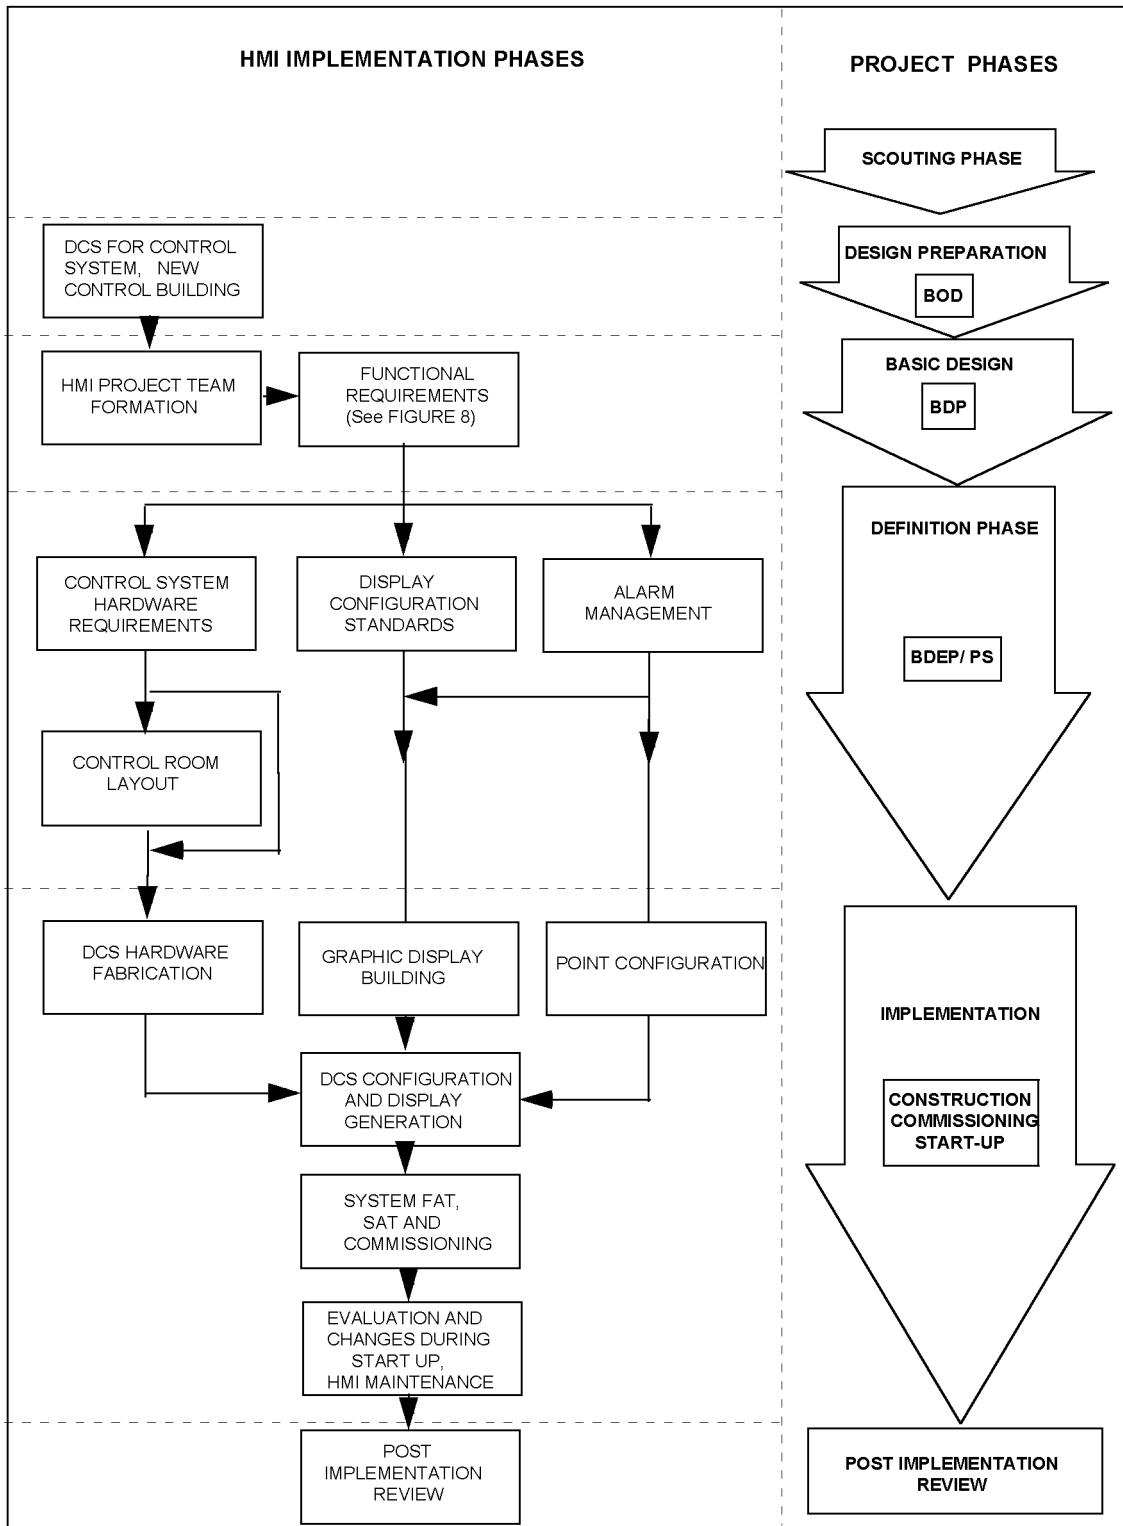 HMI IMPLEMENTATION PHASES
PROJECT PHASES
SCOUTING PHASE
DCS FOR CONTROL
SYSTEM, NEW
CONTROL BUILDING
DESIGN PREPARATION
BOD
HMI PROJECT TEAM
FORMATION
FUNCTIONAL
REQUIREMENTS
(See FIGURE 8)
BASIC DESIGN
BDP
DEFINITION PHASE
CONTROL SYSTEM
HARDWARE
REQUIREMENTS
DISPLAY
CONFIGURATION
STANDARDS
ALARM
MANAGEMENT
BDEP/ PS
CONTROL ROOM
LAYOUT
DCS HARDWARE
FABRICATION
GRAPHIC DISPLAY
BUILDING
POINT CONFIGURATION
IMPLEMENTATION
DCS CONFIGURATION
AND DISPLAY
GENERATION
CONSTRUCTION
COMMISSIONING
START-UP
SYSTEM FAT,
SAT AND
COMMISSIONING
EVALUATION AND
CHANGES DURING
START UP,
HMI MAINTENANCE
POST
IMPLEMENTATION
REVIEW
POST IMPLEMENTATION
REVIEW